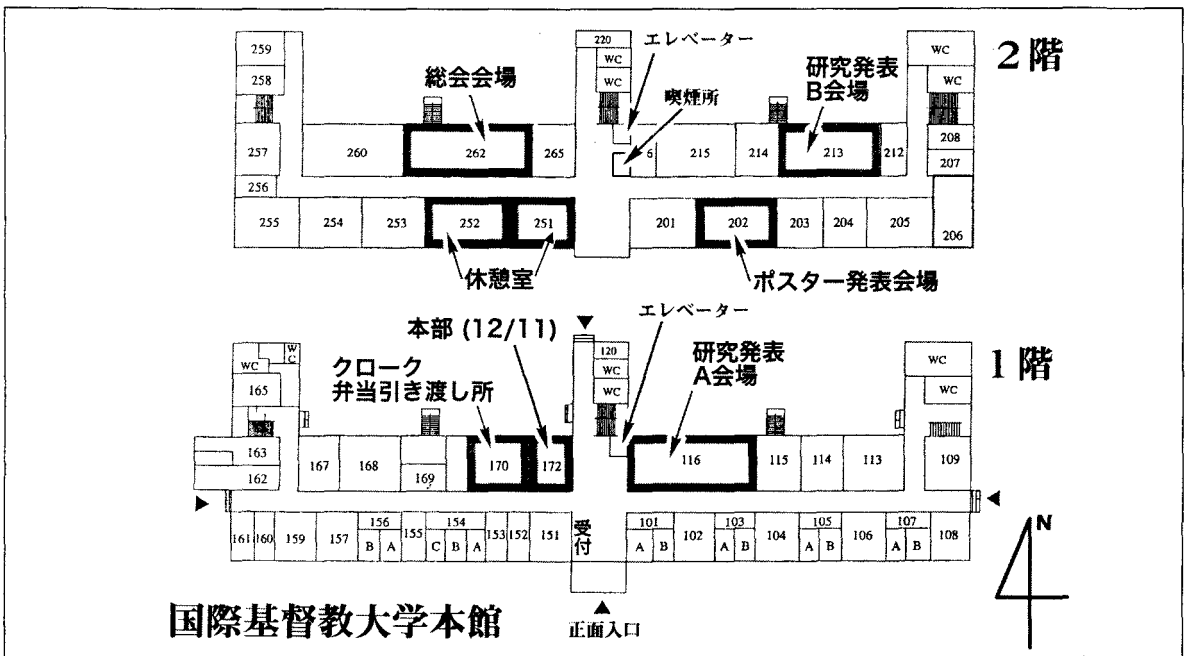 2階
220
WC
WC
エレベーター
喫煙所
259
258
総会会場
研究発表
B会場
WC
WC
257
260
262
265
6
215
214
213
212
208
207
256
255
254
253
252
251
201
202
203
204
205
206
休憩室
ポスター発表会場
1階
本部 (12/11)
エレベーター
クローク
弁当引き渡し所
研究発表
A会場
WC
WC
165
120
WC
WC
WC
WC
163
162
167
168
169
170
172
116
115
114
113
109
161
160
159
157
156
B
A
155
154
C
B
A
153
152
151
受付
101
A
B
102
103
A
B
104
105
A
B
106
107
A
B
108
N
国際基督教大学本館
正面入口